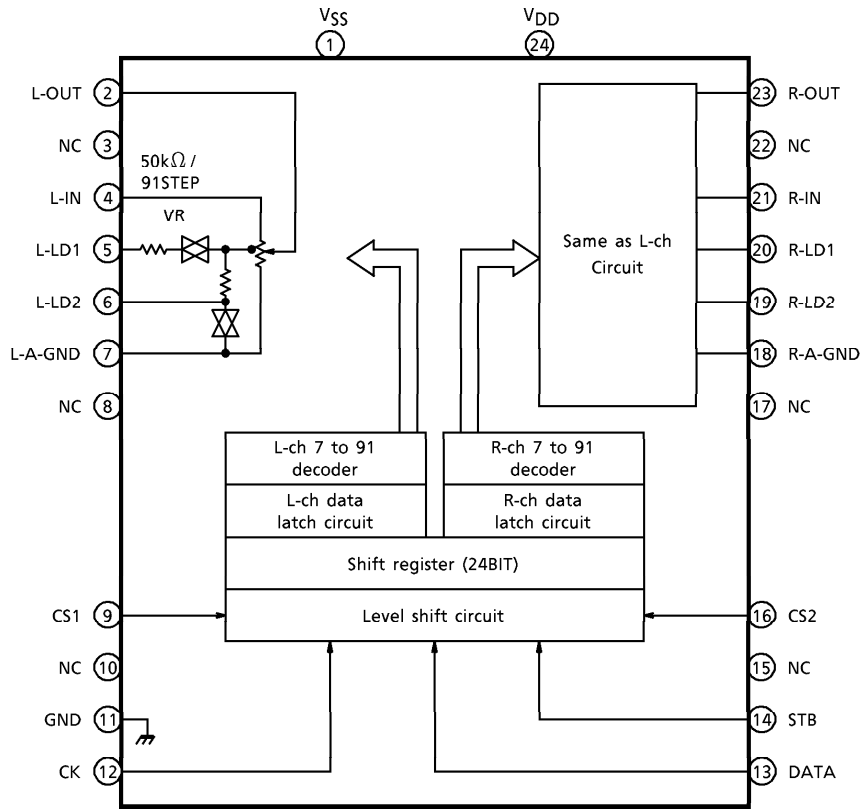 VSS
VDD
1
24
L-OUT 2
23 R-OUT
NC 3
22 NC
50kΩ /
91STEP
L-IN 4
21 R-IN
VR
L-LD1 5
20 R-LD1
Same as L-ch
Circuit
L-LD2 6
19 R-LD2
L-A-GND 7
18 R-A-GND
NC 8
17 NC
L-ch 7 to 91
decoder
R-ch 7 to 91
decoder
L-ch data
latch circuit
R-ch data
latch circuit
Shift register (24BIT)
Level shift circuit
CS1 9
16 CS2
NC 10
15 NC
GND 11
14 STB
CK 12
13 DATA